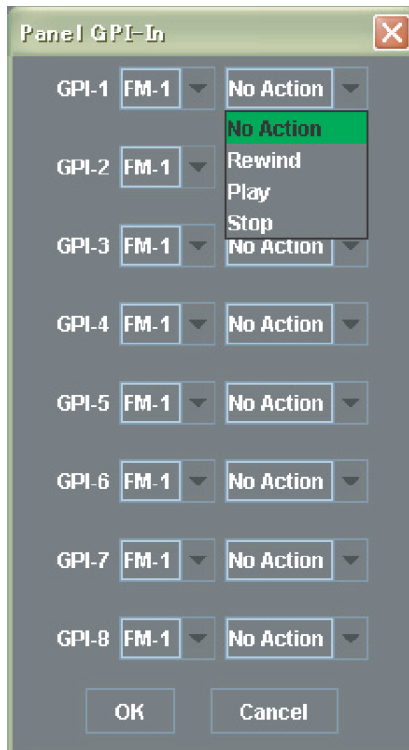 Panel GPI-In
GPI-1 FM-1 No Action
No Action
GPI-2 FM-1 Rewind
Play
Stop
GPI-3 FM-1 No Action
GPI-4 FM-1 No Action
GPI-5 FM-1 No Action
GPI-6 FM-1 No Action
GPI-7 FM-1 No Action
GPI-8 FM-1 No Action
OK Cancel